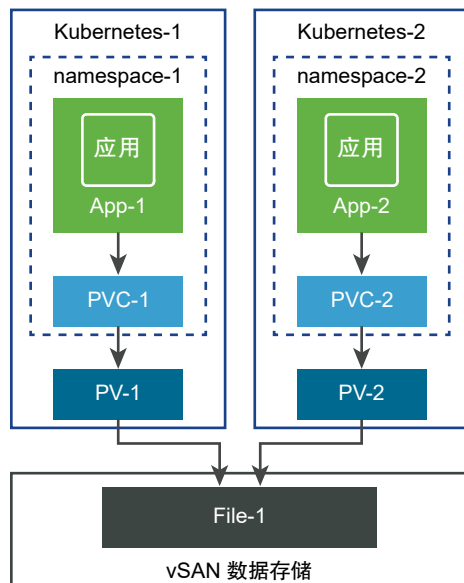 Kubernetes-1
namespace-1
应用
App-1
PVC-1
PV-1
Kubernetes-2
namespace-2
应用
App-2
PVC-2
PV-2
File-1
vSAN 数据存储